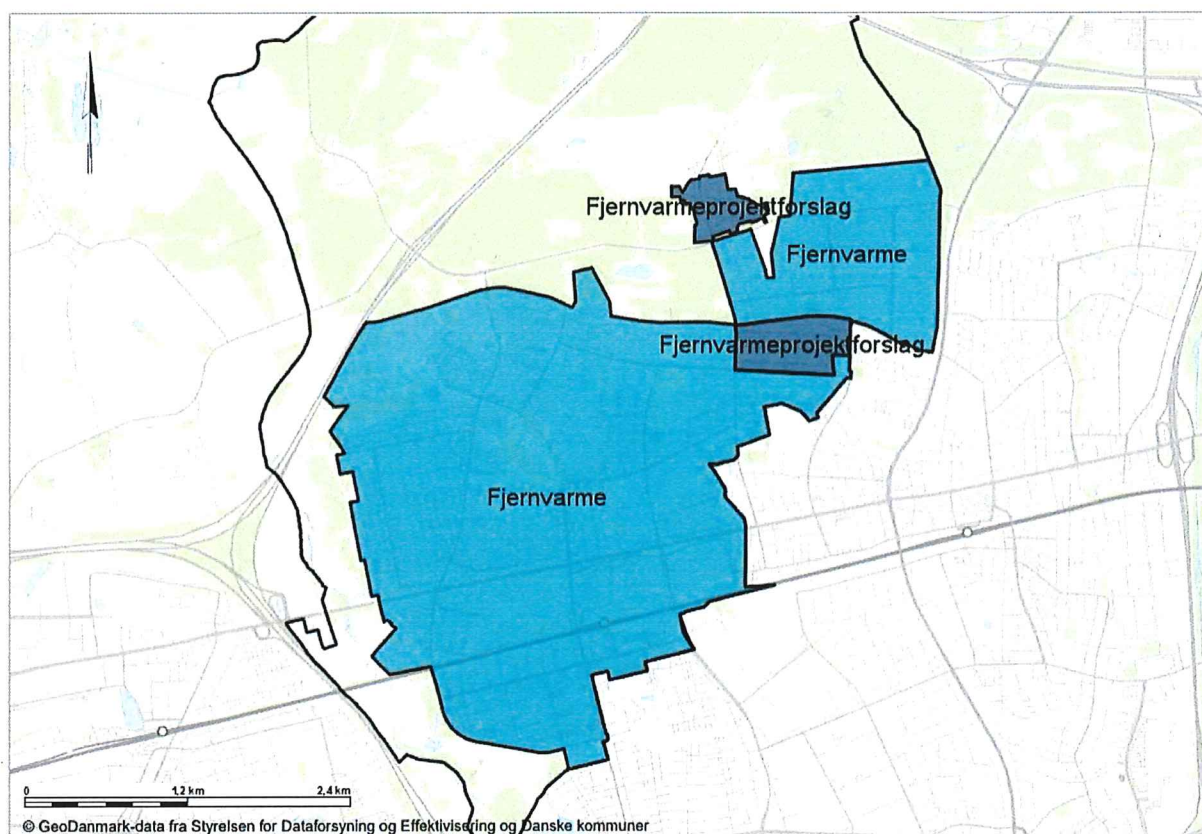 Fjernvarmeprojektforslag
Fjernvarme
Fjernvarmeprojektforslag
Fjernvarme
0 1,2 km 2,4 km
© GeoDanmark-data fra Styrelsen for Dataforsyning og Effektivisering og Danske kommuner